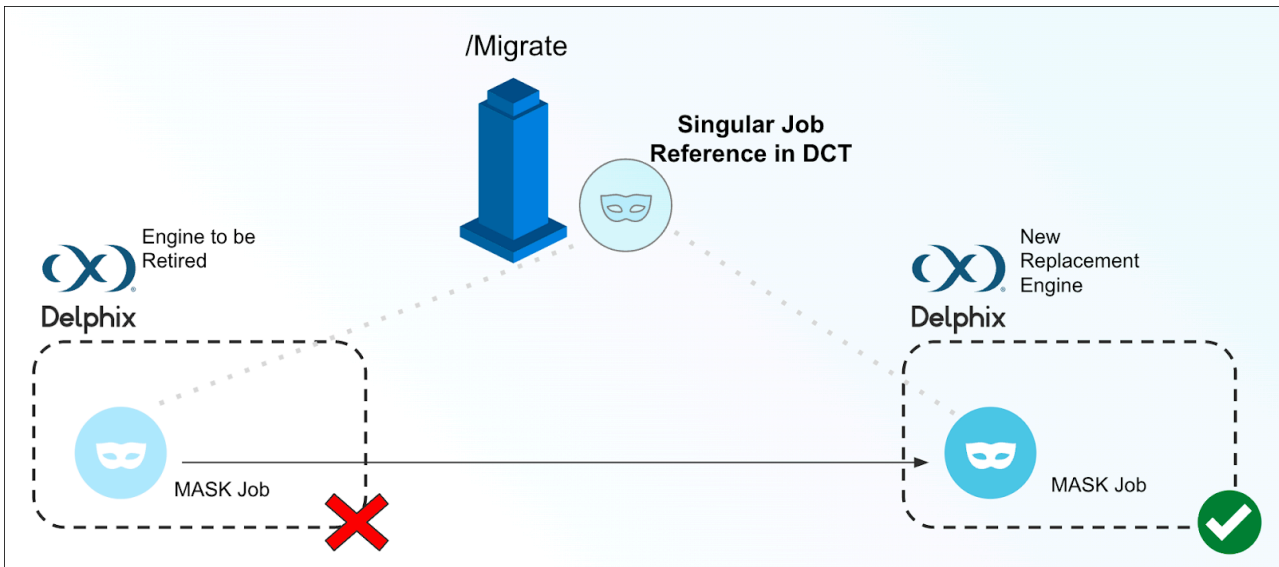 /Migrate
Singular Job
Reference in DCT
Engine to be
Retired
Delphix
MASK Job
New
Replacement
Engine
Delphix
MASK Job